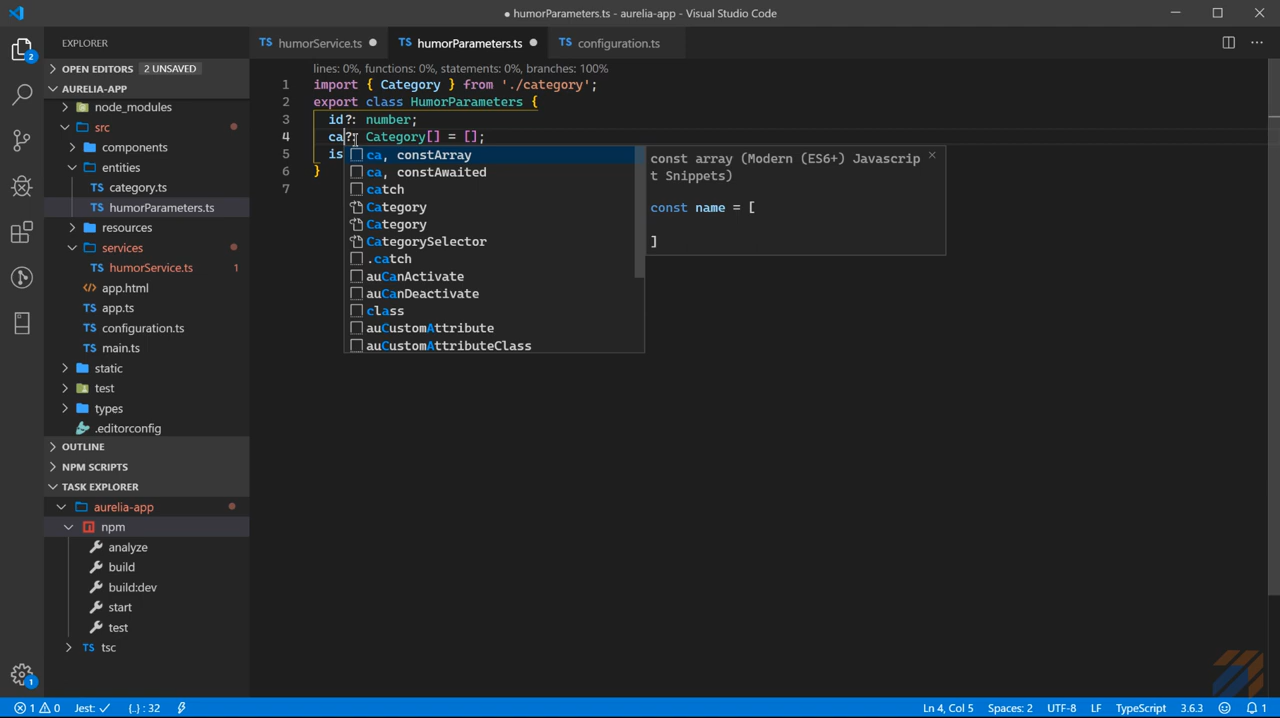 ● humorParameters.ts - aurelia-app - Visual Studio Code
EXPLORER
OPEN EDITORS 2 UNSAVED
AURELIA-APP
node_modules
src
components
entities
TS category.ts
TS humorParameters.ts
resources
services
TS humorService.ts 1
<> app.html
TS app.ts
TS configuration.ts
TS main.ts
static
test
types
.editorconfig
OUTLINE
NPM SCRIPTS
TASK EXPLORER
aurelia-app
npm
analyze
build
build:dev
start
test
TS tsc
2
1
TS humorService.ts ●
TS humorParameters.ts ●
TS configuration.ts
lines: 0%, functions: 0%, statements: 0%, branches: 100%
1 import { Category } from './category';
2 export class HumorParameters {
3 id?: number;
4 ca?: Category[] = [];
5 is
6 }
7
ca, constArray
ca, constAwaited
catch
Category
Category
CategorySelector
.catch
auCanActivate
auCanDeactivate
class
auCustomAttribute
auCustomAttributeClass
const array (Modern (ES6+) Javascrip
t Snippets)
const name = [
]
1 0 Jest: ✓ {..} : 32 Ln 4, Col 5 Spaces: 2 UTF-8 LF TypeScript 3.6.3 1